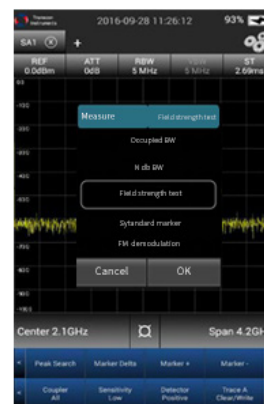 Transcom Instruments 2016-09-28 11:26:12 93%
SA1 +
REF ATT RBW VBW ST
0.0dBm 0dB 5 MHz 5 MHz 2.69ms
Measure Field strength test
Occupied BW
N db BW
Field strength test
Sytandard marker
FM demodulation
Cancel OK
Center 2.1GHz Span 4.2GH
Peak Search Marker Delta Marker + Marker -
Coupler All Sensitivity Low Detector Positive Trace A Clear/Write